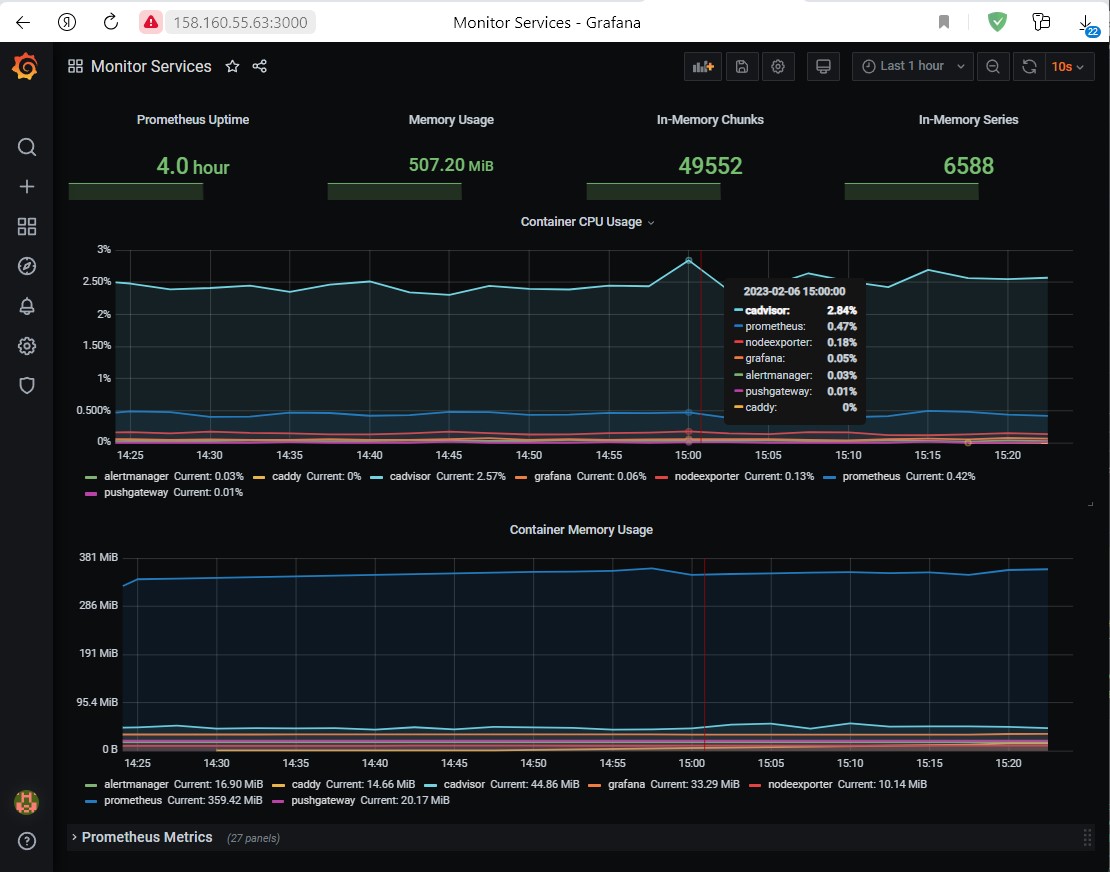 158.160.55.63:3000
Monitor Services - Grafana
22
Monitor Services
Last 1 hour
10s
Prometheus Uptime
Memory Usage
In-Memory Chunks
In-Memory Series
4.0 hour
507.20 MiB
49552
6588
Container CPU Usage
3%
2.50%
2%
1.50%
1%
0.500%
0%
2023-02-06 15:00:00
cadvisor: 2.84%
prometheus: 0.47%
nodeexporter: 0.18%
grafana: 0.05%
alertmanager: 0.03%
pushgateway: 0.01%
caddy: 0%
14:25 14:30 14:35 14:40 14:45 14:50 14:55 15:00 15:05 15:10 15:15 15:20
alertmanager Current: 0.03% caddy Current: 0% cadvisor Current: 2.57% grafana Current: 0.06% nodeexporter Current: 0.13% prometheus Current: 0.42%
pushgateway Current: 0.01%
Container Memory Usage
381 MiB
286 MiB
191 MiB
95.4 MiB
0 B
14:25 14:30 14:35 14:40 14:45 14:50 14:55 15:00 15:05 15:10 15:15 15:20
alertmanager Current: 16.90 MiB caddy Current: 14.66 MiB cadvisor Current: 44.86 MiB grafana Current: 33.29 MiB nodeexporter Current: 10.14 MiB
prometheus Current: 359.42 MiB pushgateway Current: 20.17 MiB
Prometheus Metrics (27 panels)